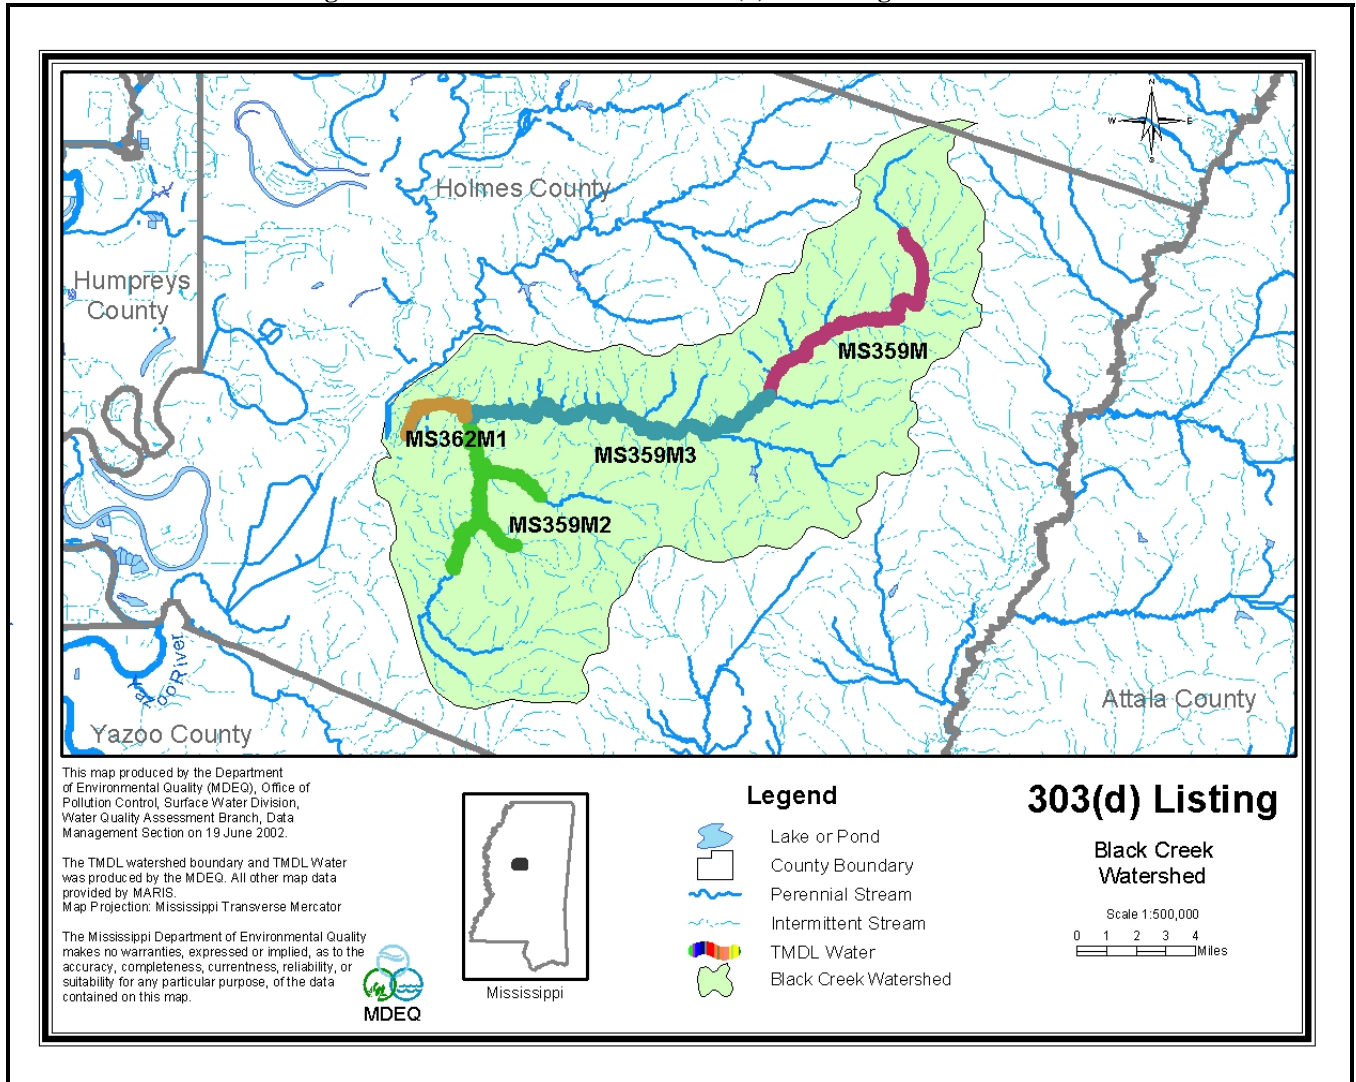 N
W
E
S
Holmes County
Humpreys
County
MS359M
MS362M1
MS359M3
MS359M2
Yazoo River
Attala County
Yazoo County
This map produced by the Department
of Environmental Quality (MDEQ), Office of
Pollution Control, Surface Water Division,
Water Quality Assessment Branch, Data
Management Section on 19 June 2002.
The TMDL watershed boundary and TMDL Water
was produced by the MDEQ. All other map data
provided by MARIS.
Map Projection: Mississippi Transverse Mercator
The Mississippi Department of Environmental Quality
makes no warranties, expressed or implied, as to the
accuracy, completeness, currentness, reliability, or
suitability for any particular purpose, of the data
contained on this map.
MDEQ
Mississippi
Legend
Lake or Pond
County Boundary
Perennial Stream
Intermittent Stream
TMDL Water
Black Creek Watershed
303(d) Listing
Black Creek
Watershed
Scale 1:500,000
0 1 2 3 4
Miles